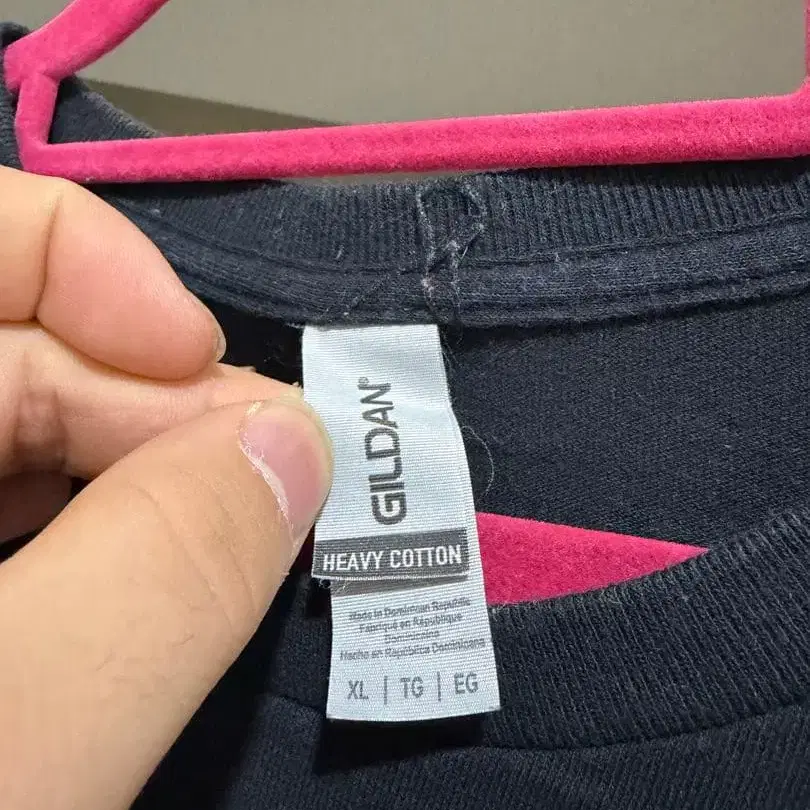 GILDAN®
HEAVY COTTON
Made in Dominican Republic
Fabriqué en République
Dominicaine
Hecho en República Dominicana
XL | TG | EG